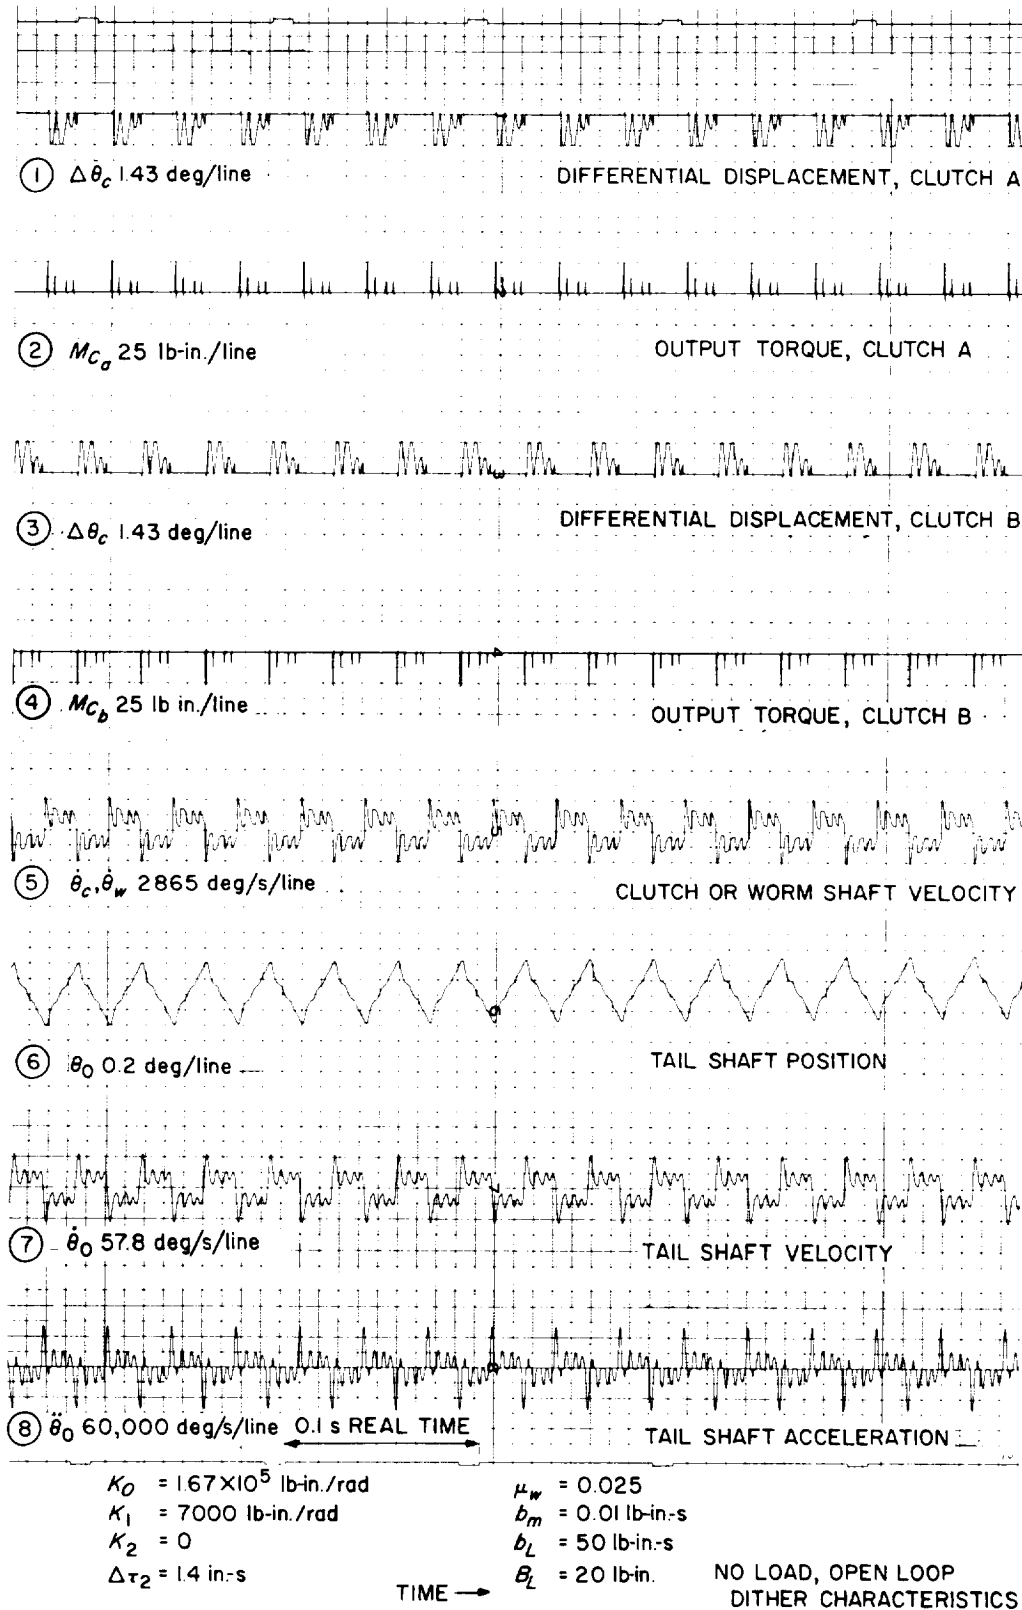 ① Δθ̇c 1.43 deg/line DIFFERENTIAL DISPLACEMENT, CLUTCH A
② MCa 25 lb-in./line OUTPUT TORQUE, CLUTCH A
③ Δθc 1.43 deg/line DIFFERENTIAL DISPLACEMENT, CLUTCH B
④ MCb 25 lb in./line OUTPUT TORQUE, CLUTCH B
⑤ θ̇c, θ̇w 2865 deg/s/line CLUTCH OR WORM SHAFT VELOCITY
⑥ θO 0.2 deg/line TAIL SHAFT POSITION
⑦ θ̇O 57.8 deg/s/line TAIL SHAFT VELOCITY
⑧ θ̈O 60,000 deg/s/line 0.1 s REAL TIME TAIL SHAFT ACCELERATION
KO = 1.67×10⁵ lb-in./rad μw = 0.025
K1 = 7000 lb-in./rad bm = 0.01 lb-in.-s
K2 = 0 bL = 50 lb-in.-s
Δτ2 = 1.4 in.-s BL = 20 lb-in. NO LOAD, OPEN LOOP
TIME → DITHER CHARACTERISTICS